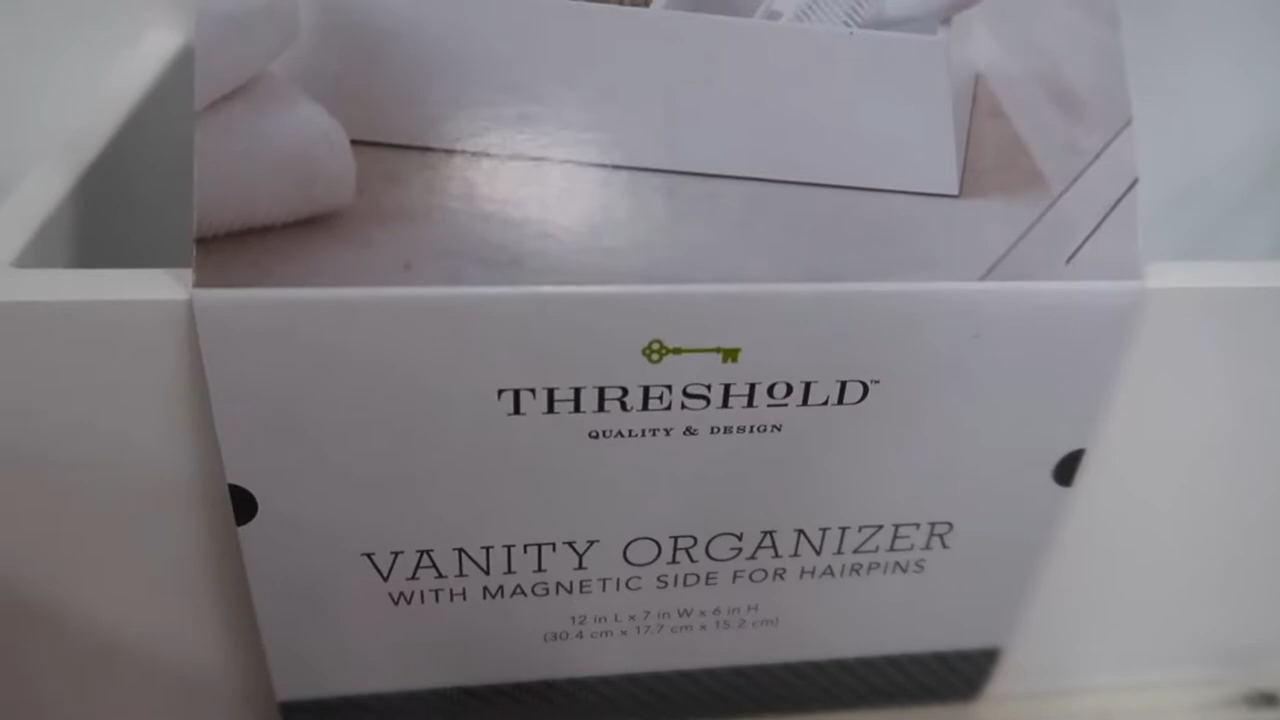 THRESHOLD™
QUALITY & DESIGN
VANITY ORGANIZER
WITH MAGNETIC SIDE FOR HAIRPINS
12 in L x 7 in W x 6 in H
(30.4 cm x 17.7 cm x 15.2 cm)